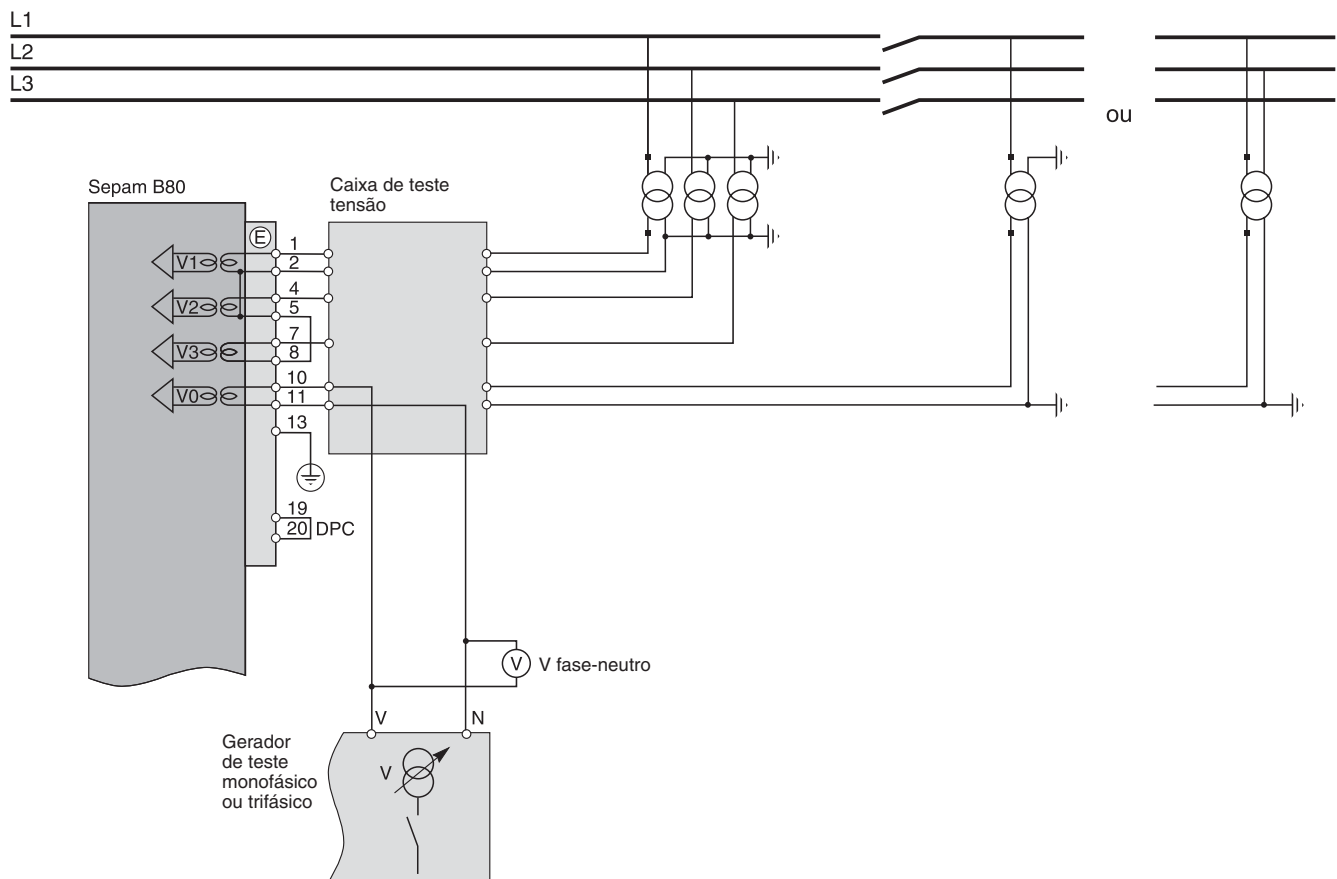 L1
L2
L3
ou
Sepam B80
Caixa de teste
tensão
E
1
V1
2
4
V2
5
7
V3
8
10
V0
11
13
19
20 DPC
V V fase-neutro
V N
Gerador
de teste
monofásico
ou trifásico
V